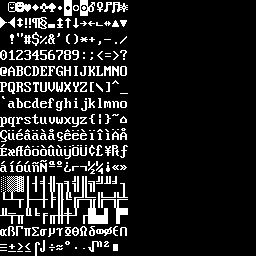 ☺☻♥♦♣♠•◘○◙♂♀♪♫☼
►◄↕‼¶§▬↨↑↓→←∟↔▲▼
!"#$%&'()*+,-./
0123456789:;<=>?
@ABCDEFGHIJKLMNO
PQRSTUVWXYZ[\]^_
`abcdefghijklmno
pqrstuvwxyz{|}~⌂
ÇüéâäàåçêëèïîìÄÅ
ÉæÆôöòûùÿÖÜ¢£¥₧ƒ
áíóúñÑªº¿⌐¬½¼¡«»
░▒▓│┤╡╢╖╕╣║╗╝╜╛┐
└┴┬├─┼╞╟╚╔╩╦╠═╬╧
╨╤╥╙╘╒╓╫╪┘┌█▄▌▐▀
αßΓπΣσµτΦΘΩδ∞φε∩
≡±≥≤⌠⌡÷≈°∙·√ⁿ²■